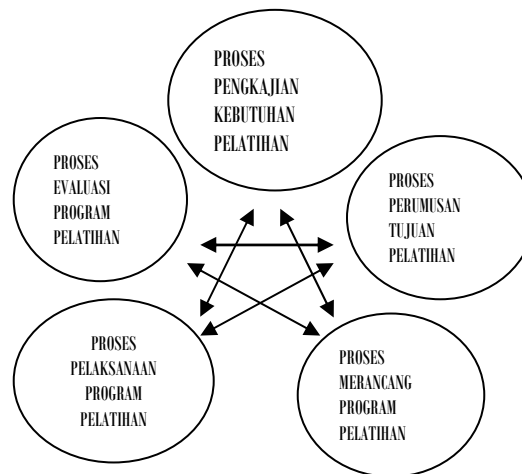 PROSES
PENGKAJIAN
KEBUTUHAN
PELATIHAN
PROSES
EVALUASI
PROGRAM
PELATIHAN
PROSES
PERUMUSAN
TUJUAN
PELATIHAN
PROSES
PELAKSANAAN
PROGRAM
PELATIHAN
PROSES
MERANCANG
PROGRAM
PELATIHAN